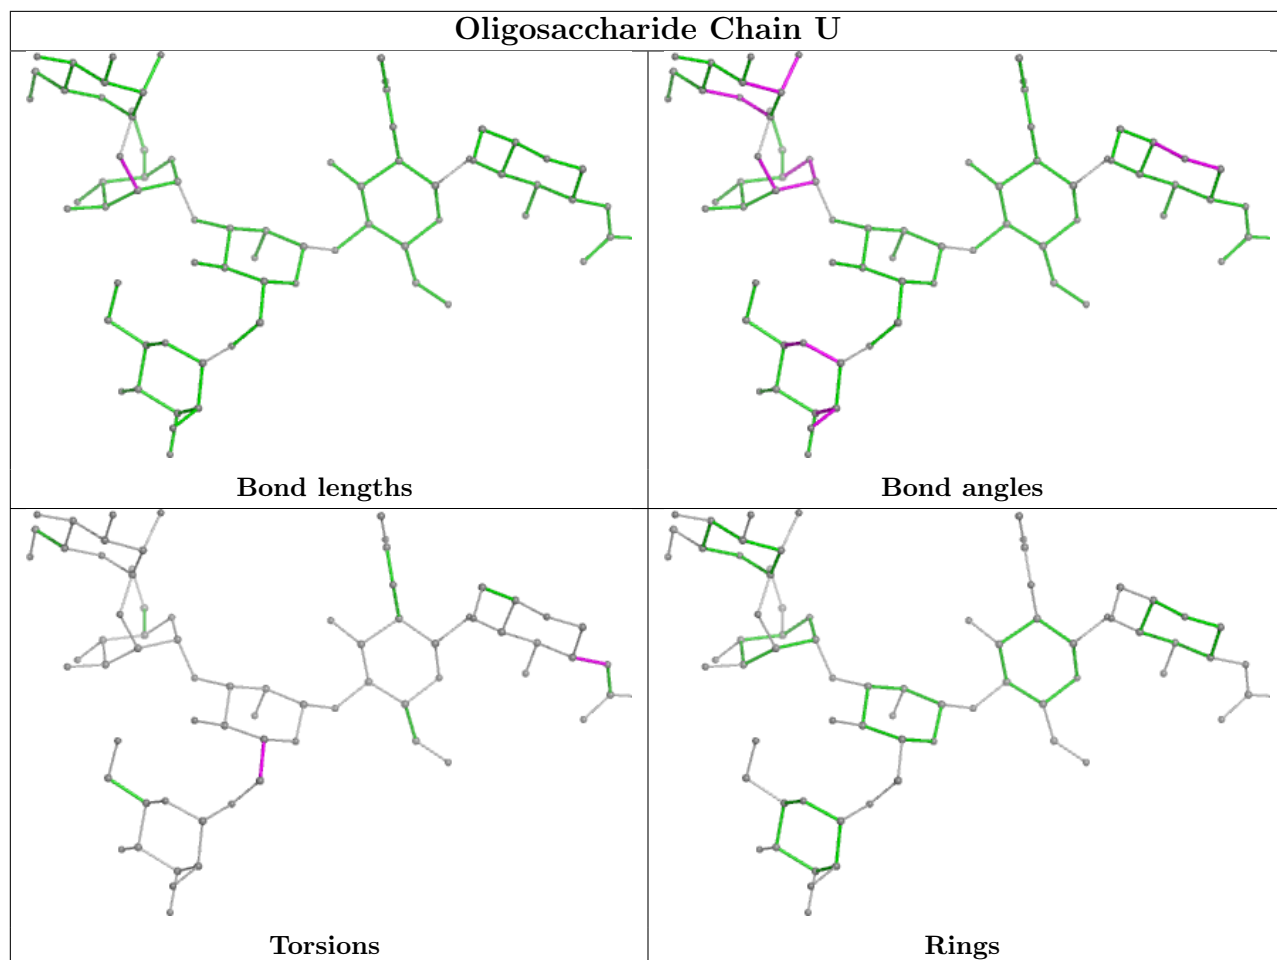 Oligosaccharide Chain U
Bond lengths
Bond angles
Torsions
Rings